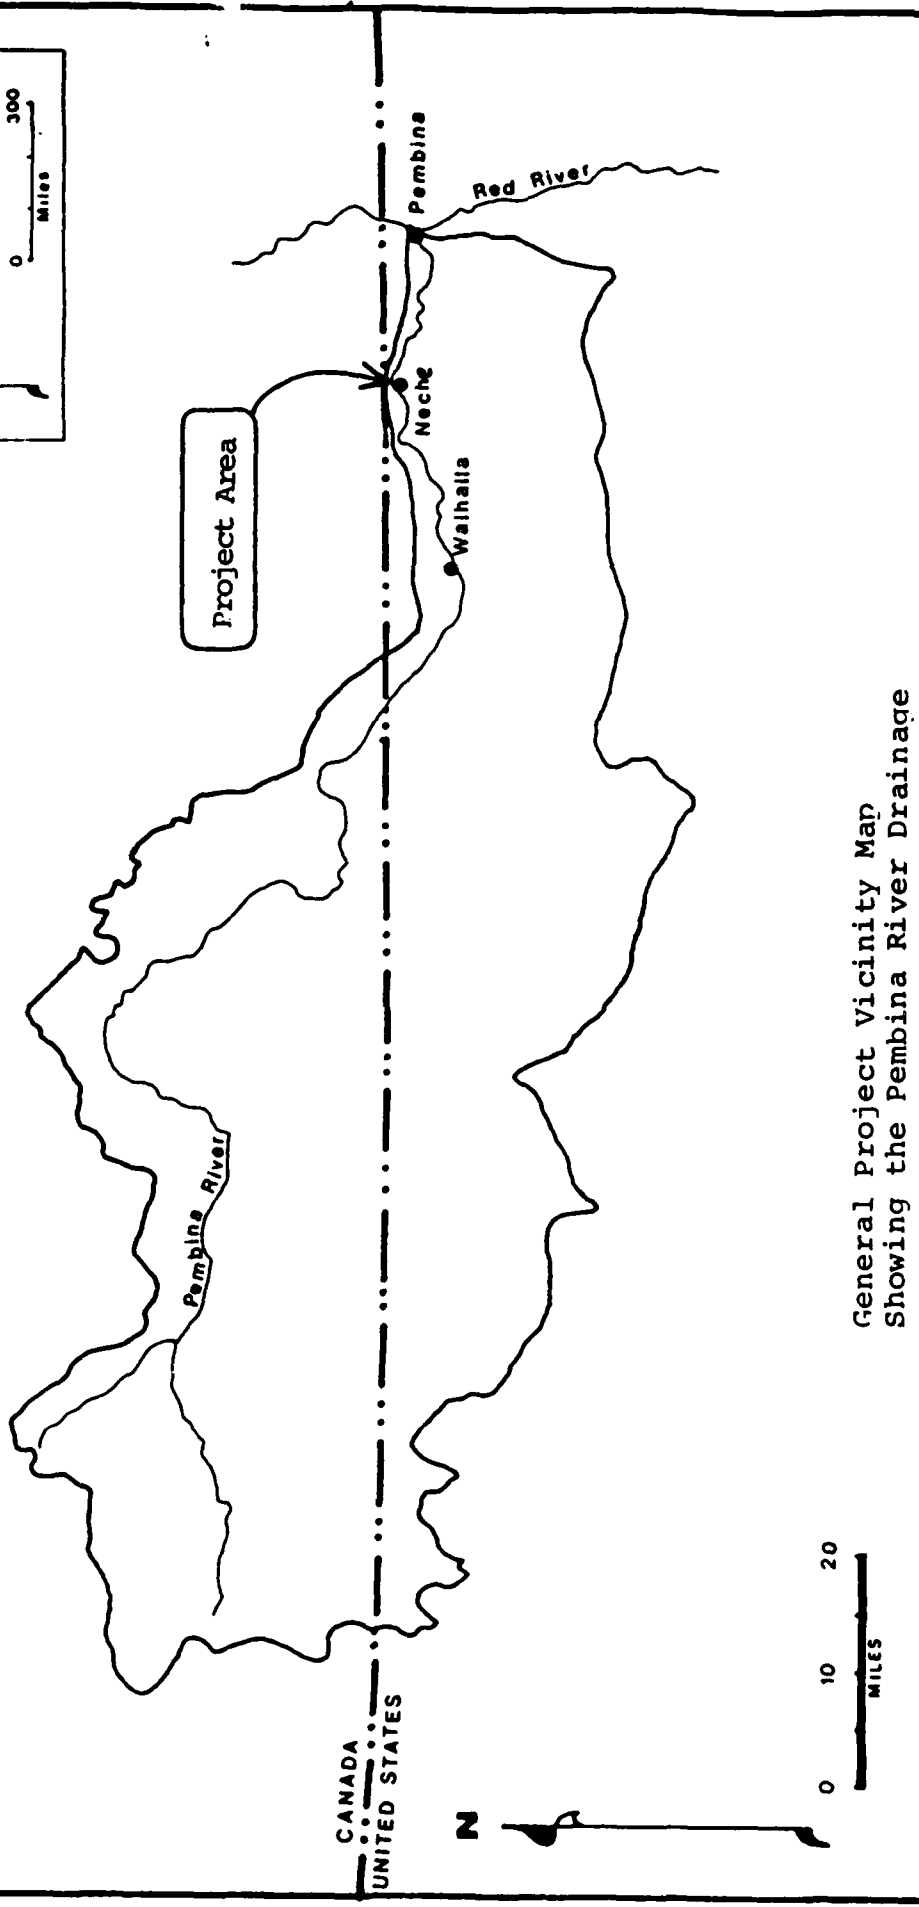 0 300
Miles
Project Area
Pembina
Red River
Neche
Walhalla
Pembina River
CANADA
UNITED STATES
N
0 10 20
MILES
General Project Vicinity Map
Showing the Pembina River Drainage